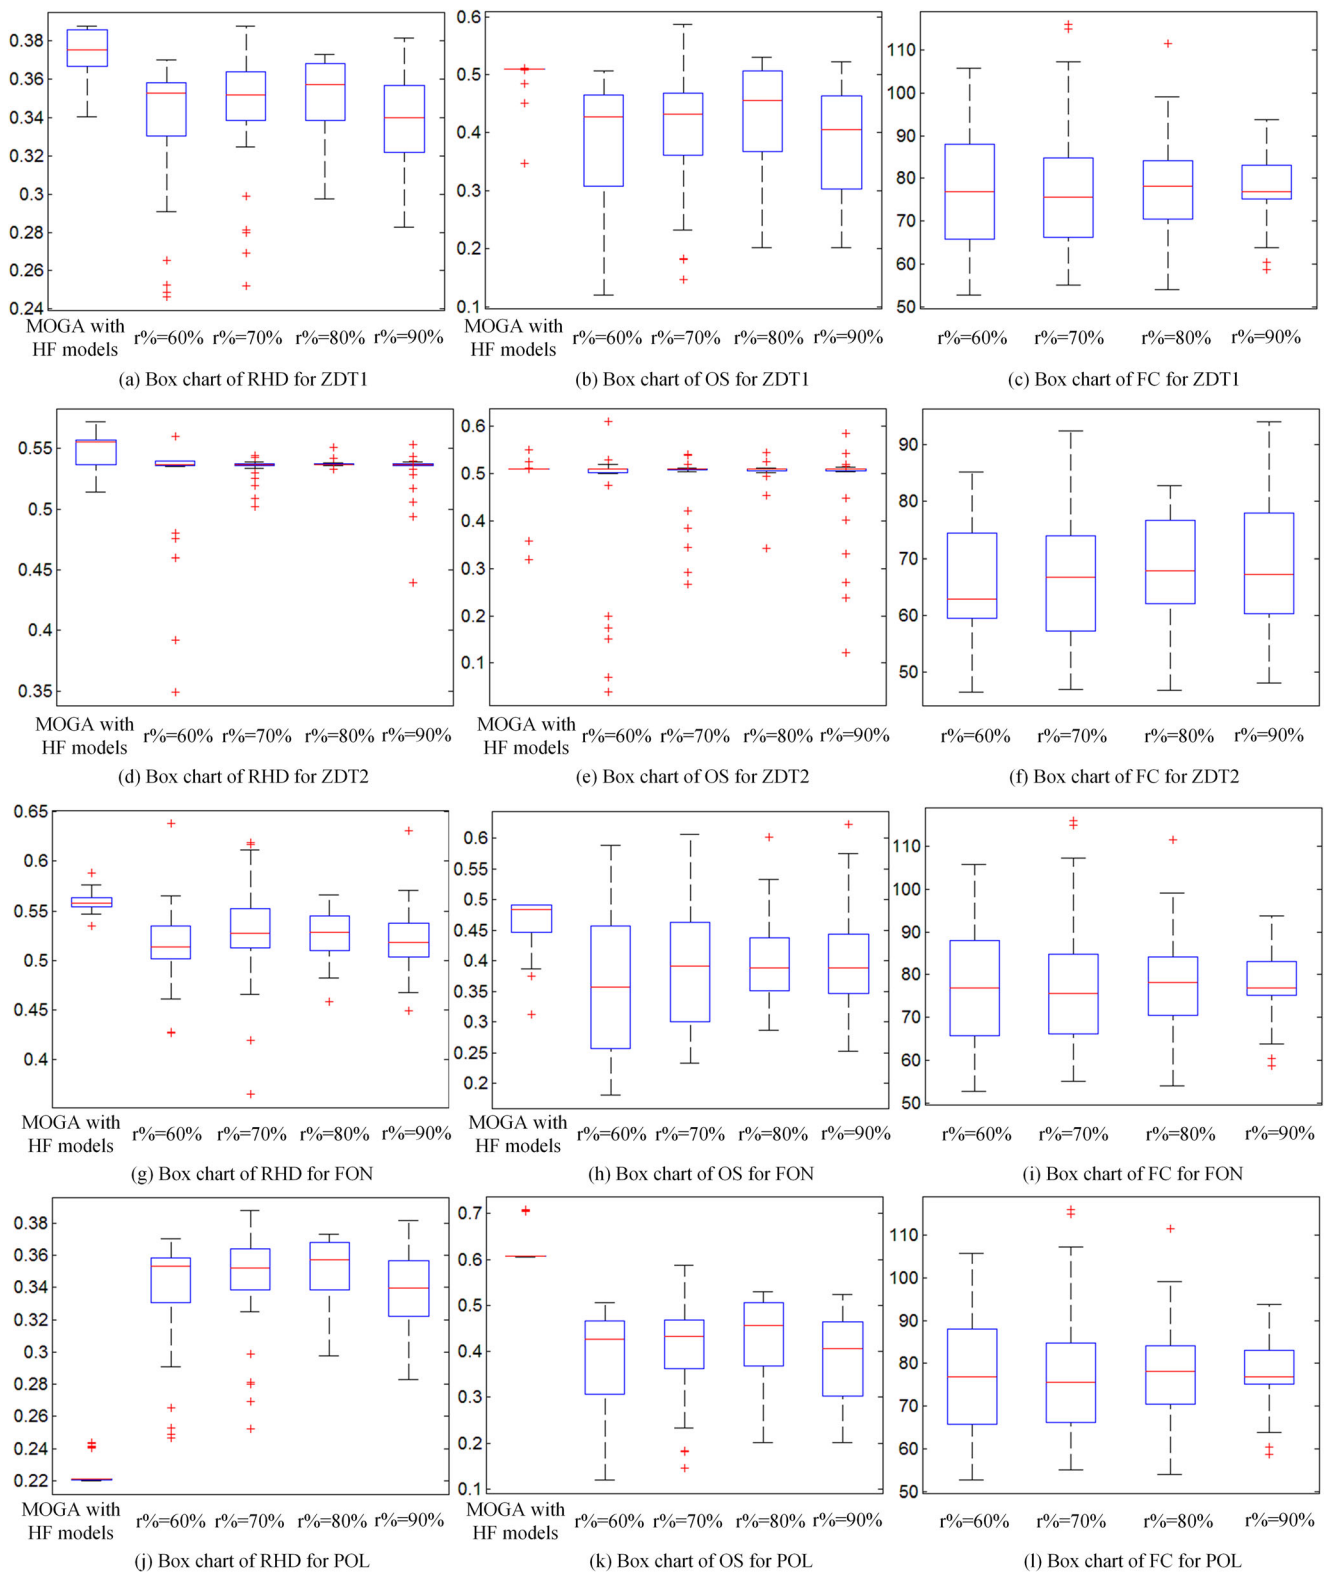 0.38
0.36
0.34
0.32
0.3
0.28
0.26
0.24
MOGA with
HF models
r%=60%
r%=70%
r%=80%
r%=90%
(a) Box chart of RHD for ZDT1
0.6
0.5
0.4
0.3
0.2
0.1
MOGA with
HF models
r%=60%
r%=70%
r%=80%
r%=90%
(b) Box chart of OS for ZDT1
110
100
90
80
70
60
50
r%=60%
r%=70%
r%=80%
r%=90%
(c) Box chart of FC for ZDT1
0.55
0.5
0.45
0.4
0.35
MOGA with
HF models
r%=60%
r%=70%
r%=80%
r%=90%
(d) Box chart of RHD for ZDT2
0.6
0.5
0.4
0.3
0.2
0.1
MOGA with
HF models
r%=60%
r%=70%
r%=80%
r%=90%
(e) Box chart of OS for ZDT2
90
80
70
60
50
r%=60%
r%=70%
r%=80%
r%=90%
(f) Box chart of FC for ZDT2
0.65
0.6
0.55
0.5
0.45
0.4
MOGA with
HF models
r%=60%
r%=70%
r%=80%
r%=90%
(g) Box chart of RHD for FON
0.6
0.55
0.5
0.45
0.4
0.35
0.3
0.25
0.2
MOGA with
HF models
r%=60%
r%=70%
r%=80%
r%=90%
(h) Box chart of OS for FON
110
100
90
80
70
60
50
r%=60%
r%=70%
r%=80%
r%=90%
(i) Box chart of FC for FON
0.38
0.36
0.34
0.32
0.3
0.28
0.26
0.24
0.22
MOGA with
HF models
r%=60%
r%=70%
r%=80%
r%=90%
(j) Box chart of RHD for POL
0.7
0.6
0.5
0.4
0.3
0.2
0.1
MOGA with
HF models
r%=60%
r%=70%
r%=80%
r%=90%
(k) Box chart of OS for POL
110
100
90
80
70
60
50
r%=60%
r%=70%
r%=80%
r%=90%
(l) Box chart of FC for POL